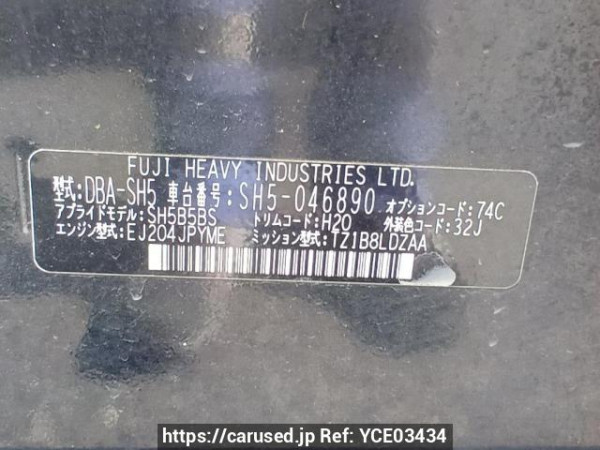 FUJI HEAVY INDUSTRIES LTD.
型式:DBA-SH5 車台番号:SH5-046890 オプションコード:74C
アプライドモデル:SH5B5BS トリムコード:H20 外装色コード:32J
エンジン型式:EJ204JPYME ミッション型式:TZ1B8LDZAA
https://carused.jp Ref: YCE03434